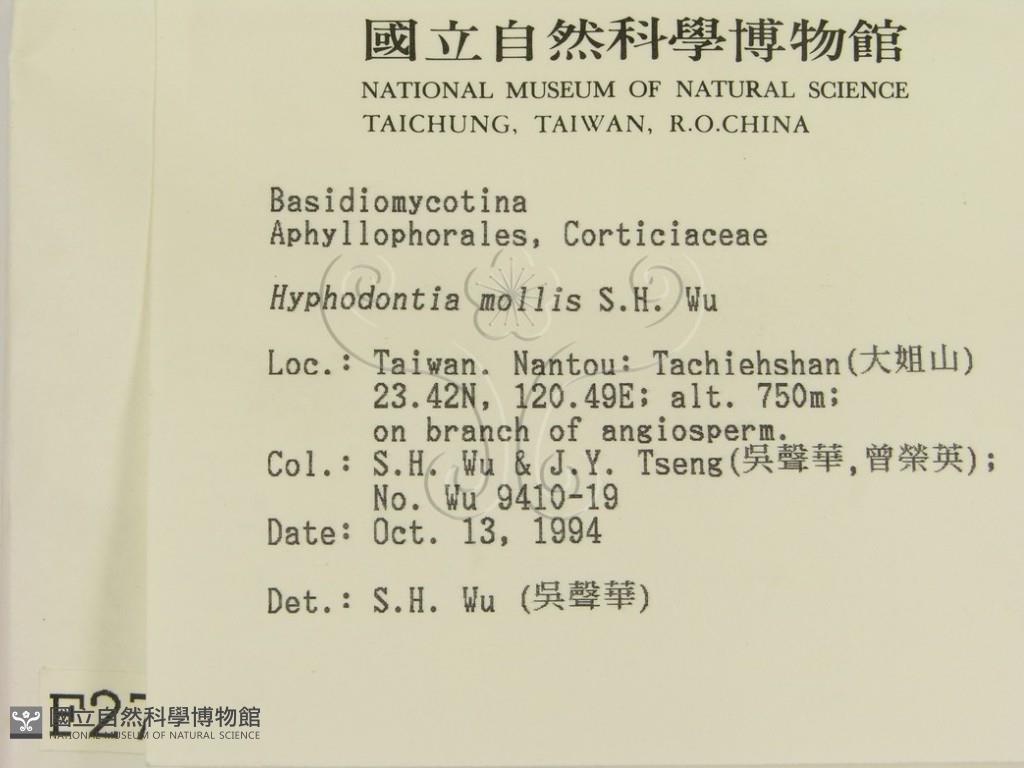 國立自然科學博物館
NATIONAL MUSEUM OF NATURAL SCIENCE
TAICHUNG, TAIWAN, R.O.CHINA
Basidiomycotina
Aphyllophorales, Corticiaceae
Hyphodontia mollis S.H. Wu
Loc.: Taiwan. Nantou: Tachiehshan(大姐山)
23.42N, 120.49E; alt. 750m;
on branch of angiosperm.
Col.: S.H. Wu & J.Y. Tseng(吳聲華,曾榮英);
No. Wu 9410-19
Date: Oct. 13, 1994
Det.: S.H. Wu (吳聲華)
國立自然科學博物館
NATIONAL MUSEUM OF NATURAL SCIENCE